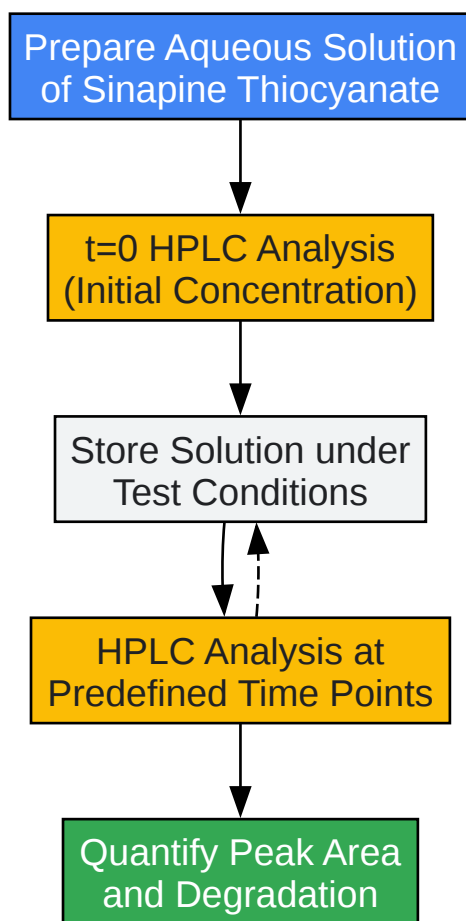 Prepare Aqueous Solution
of Sinapine Thiocyanate
t=0 HPLC Analysis
(Initial Concentration)
Store Solution under
Test Conditions
HPLC Analysis at
Predefined Time Points
Quantify Peak Area
and Degradation